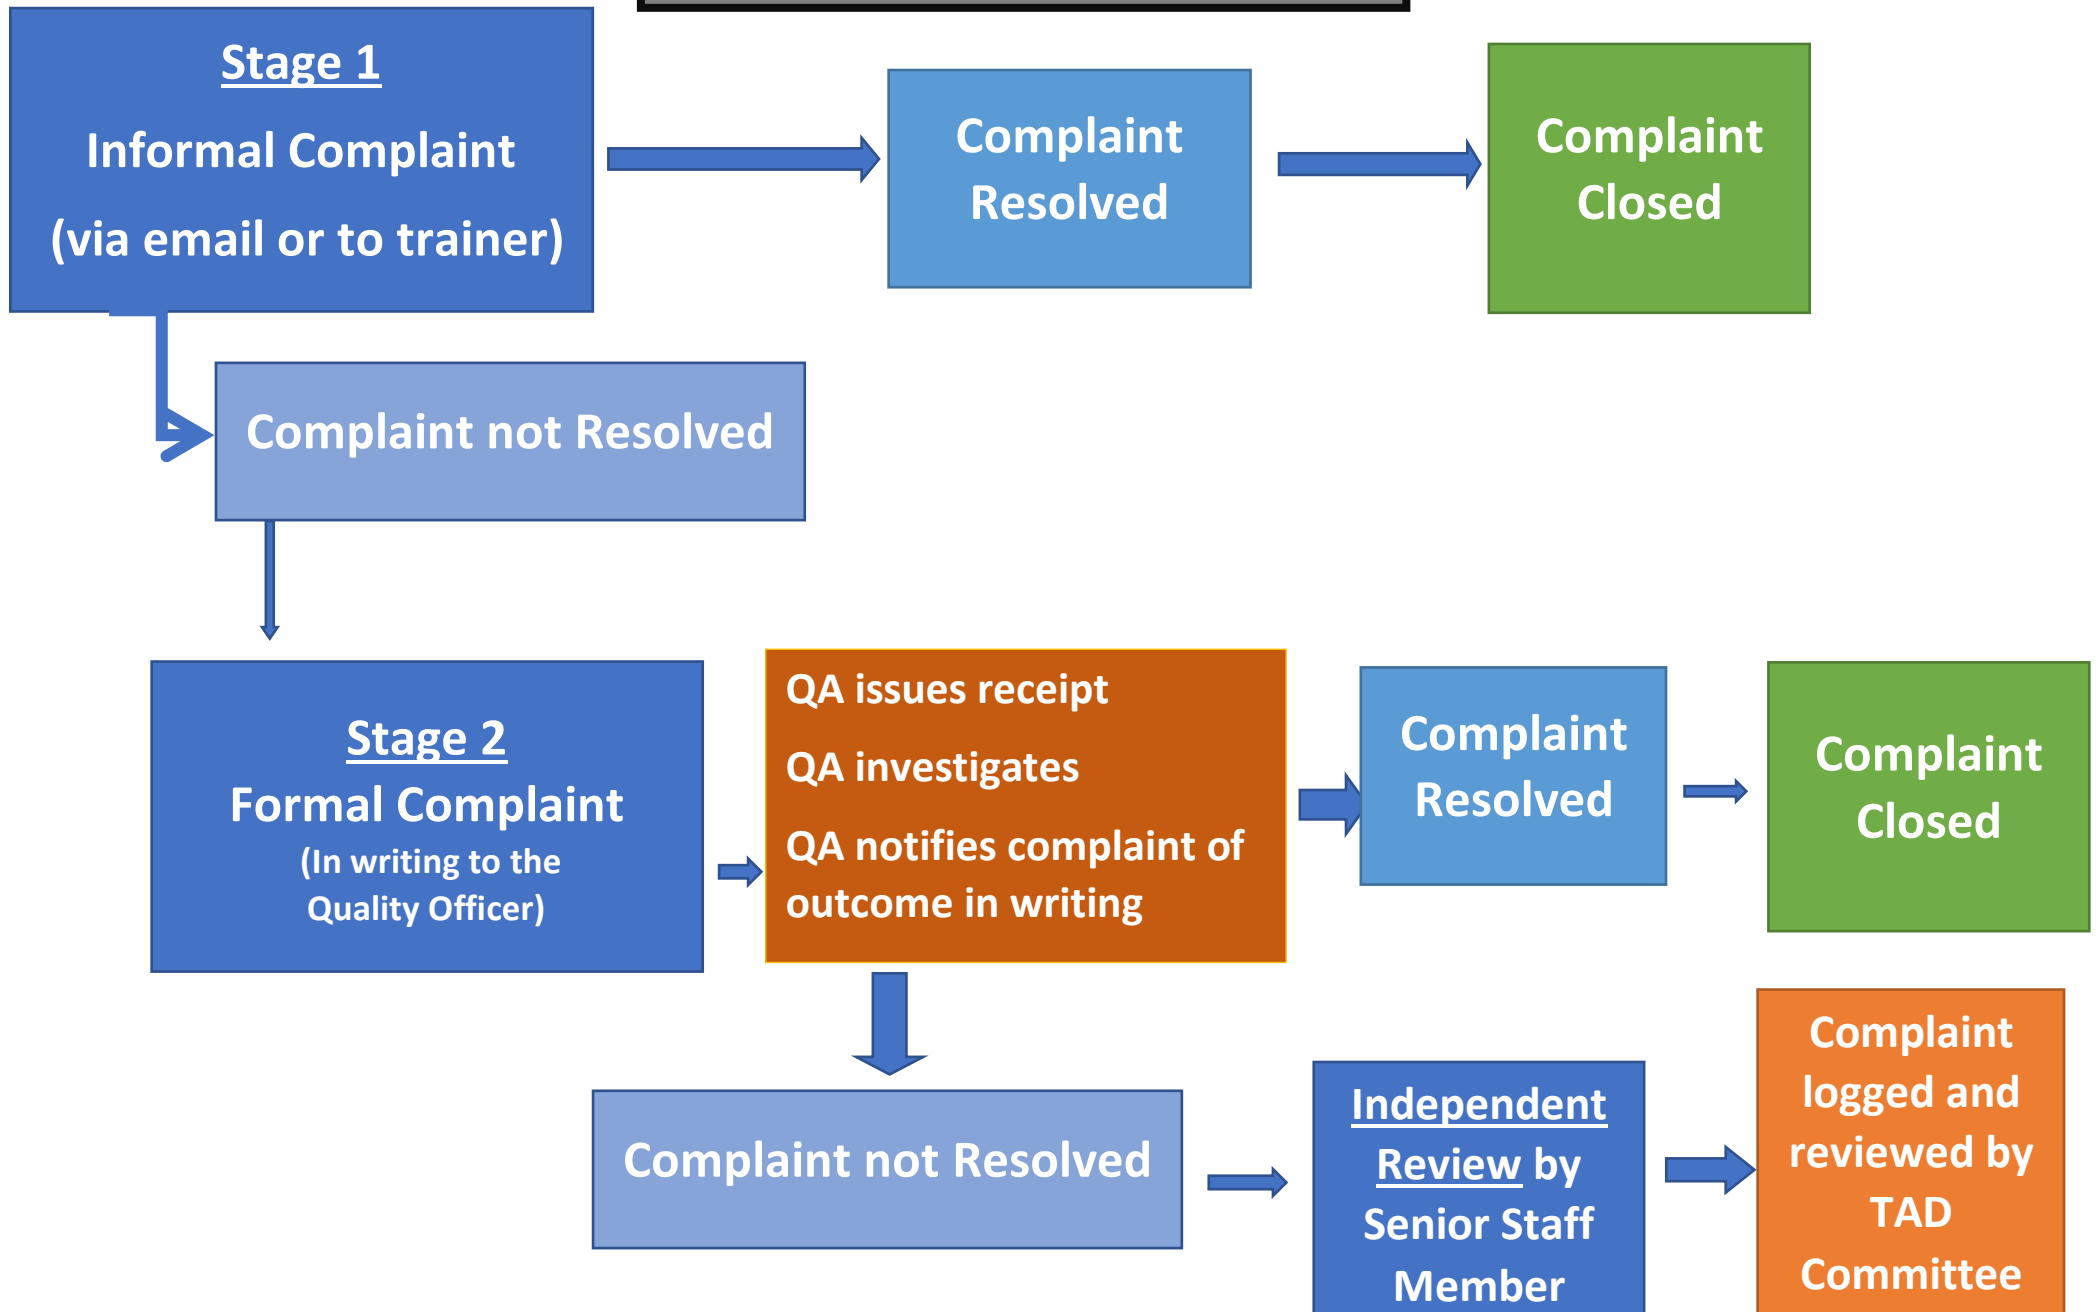 Stage 1
Informal Complaint
(via email or to trainer)
Complaint
Resolved
Complaint
Closed
Complaint not Resolved
Stage 2
Formal Complaint
(In writing to the
Quality Officer)
QA issues receipt
QA investigates
QA notifies complaint of
outcome in writing
Complaint
Resolved
Complaint
Closed
Complaint not Resolved
Independent
Review by
Senior Staff
Member
Complaint
logged and
reviewed by
TAD
Committee